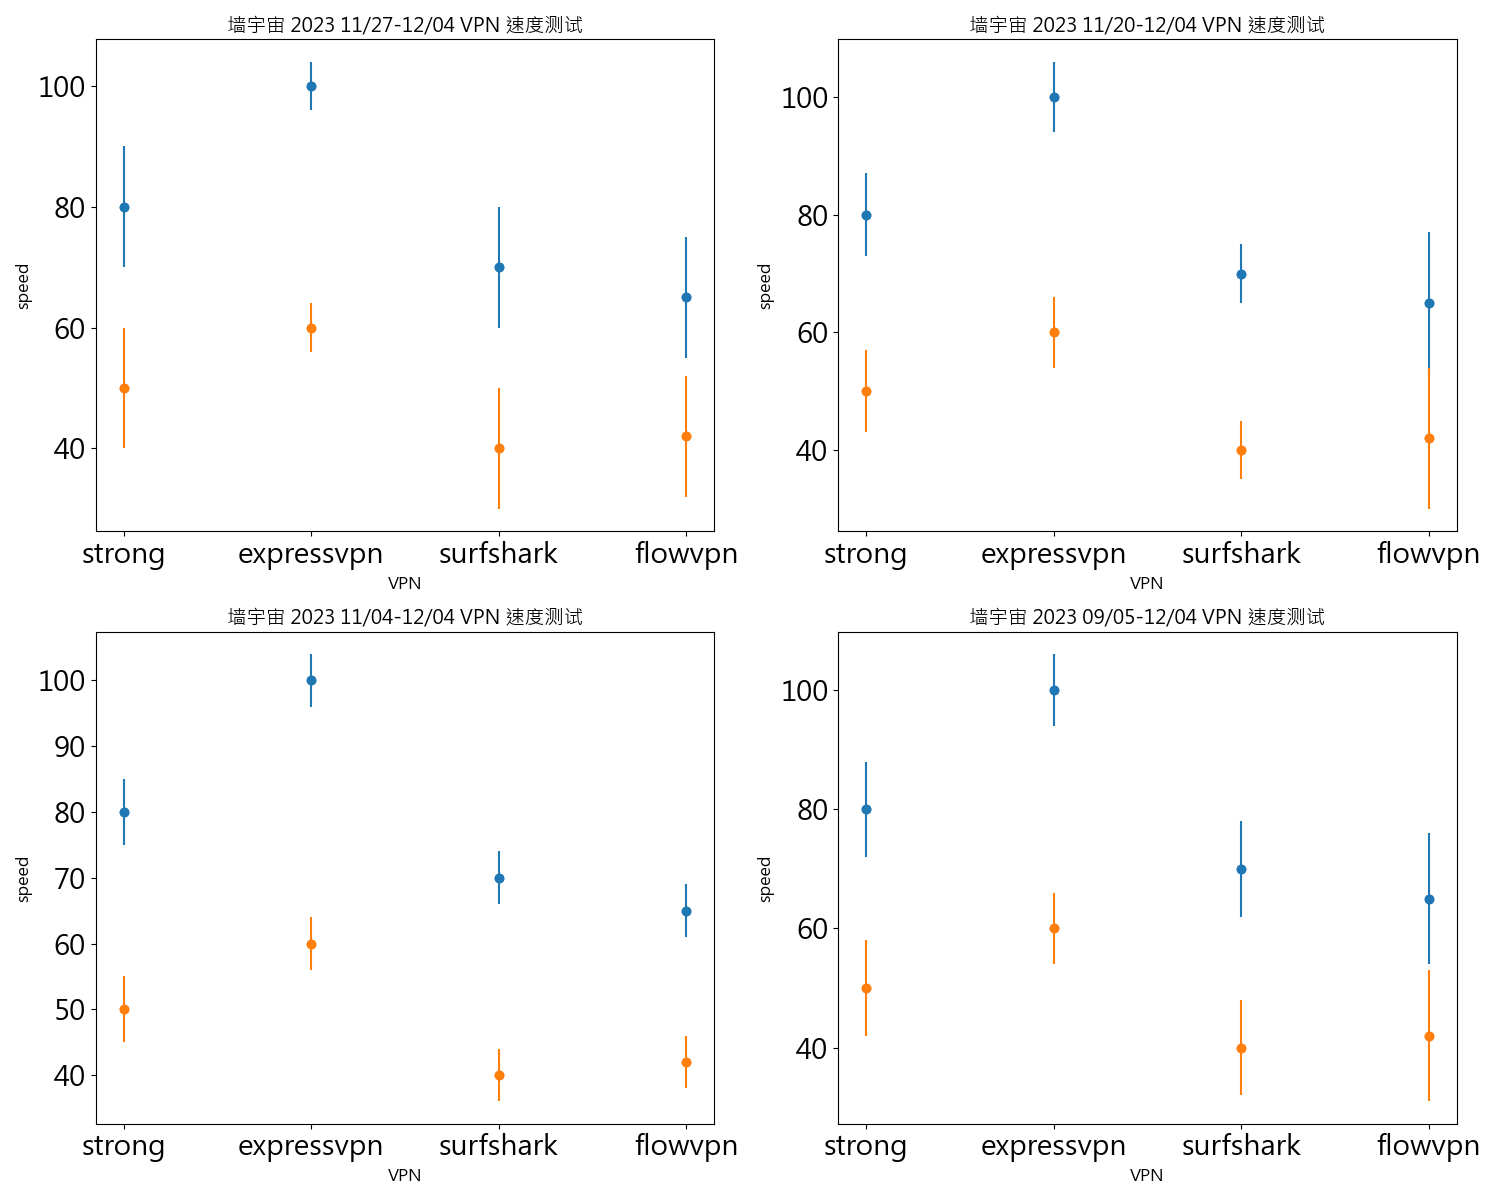 墙宇宙 2023 11/27-12/04 VPN 速度测试
100
80
60
40
speed
strong expressvpn surfshark flowvpn
VPN
墙宇宙 2023 11/20-12/04 VPN 速度测试
100
80
60
40
speed
strong expressvpn surfshark flowvpn
VPN
墙宇宙 2023 11/04-12/04 VPN 速度测试
100
90
80
70
60
50
40
speed
strong expressvpn surfshark flowvpn
VPN
墙宇宙 2023 09/05-12/04 VPN 速度测试
100
80
60
40
speed
strong expressvpn surfshark flowvpn
VPN